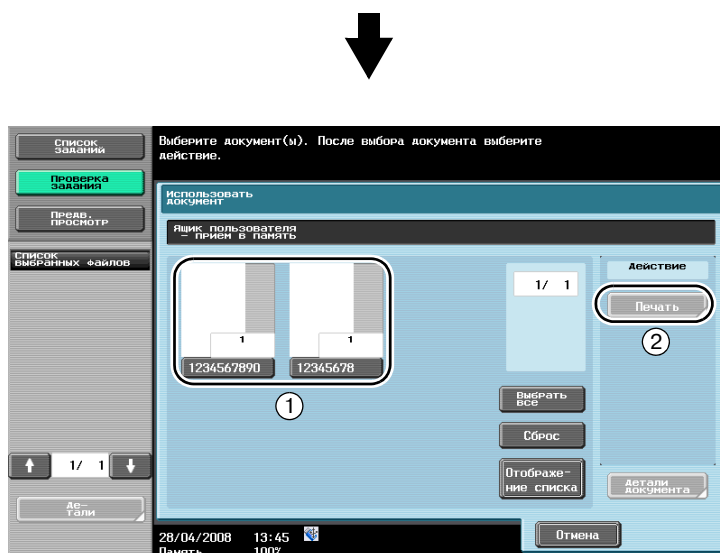 Список
заданий
Выберите документ(ы). После выбора документа выберите
действие.
Проверка
задания
Предв.
просмотр
Использовать
документ
Ящик пользователя
- прием в память
Список
выбранных файлов
Действие
1/ 1
Печать
2
1
1
1234567890
12345678
1
Выбрать
все
Сброс
1/ 1
Отображе-
ние списка
Детали
документа
Де-
тали
Отмена
28/04/2008 13:45
Память 100%